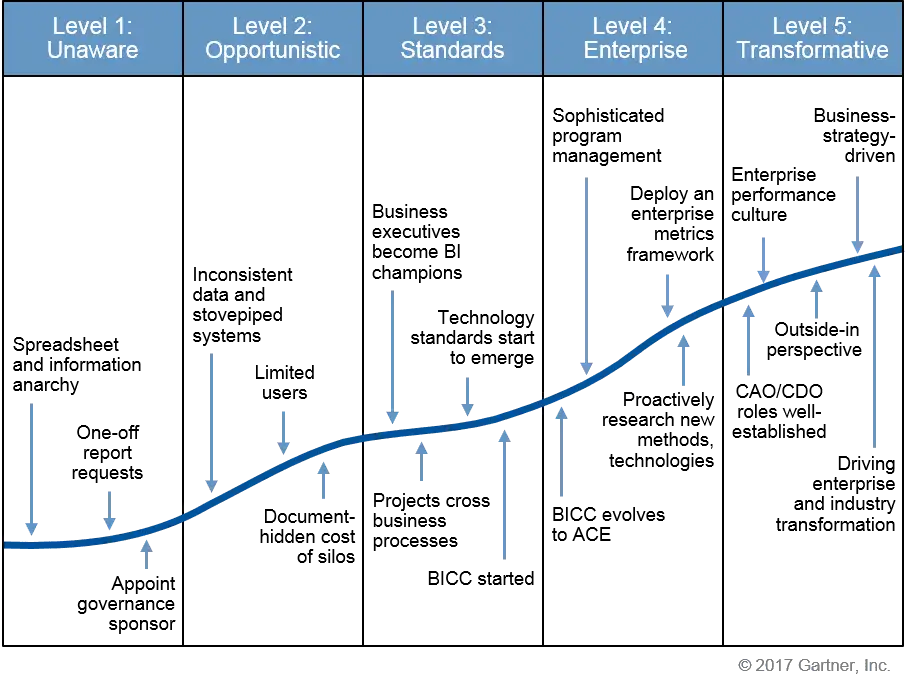 Level 1:
Unaware
Level 2:
Opportunistic
Level 3:
Standards
Level 4:
Enterprise
Level 5:
Transformative
Spreadsheet
and information
anarchy
One-off
report
requests
Appoint
governance
sponsor
Inconsistent
data and
stovepiped
systems
Limited
users
Document-
hidden cost
of silos
Business
executives
become BI
champions
Technology
standards start
to emerge
Projects cross
business
processes
BICC started
Sophisticated
program
management
Deploy an
enterprise
metrics
framework
Proactively
research new
methods,
technologies
BICC evolves
to ACE
Business-
strategy-
driven
Enterprise
performance
culture
Outside-in
perspective
CAO/CDO
roles well-
established
Driving
enterprise
and industry
transformation
© 2017 Gartner, Inc.